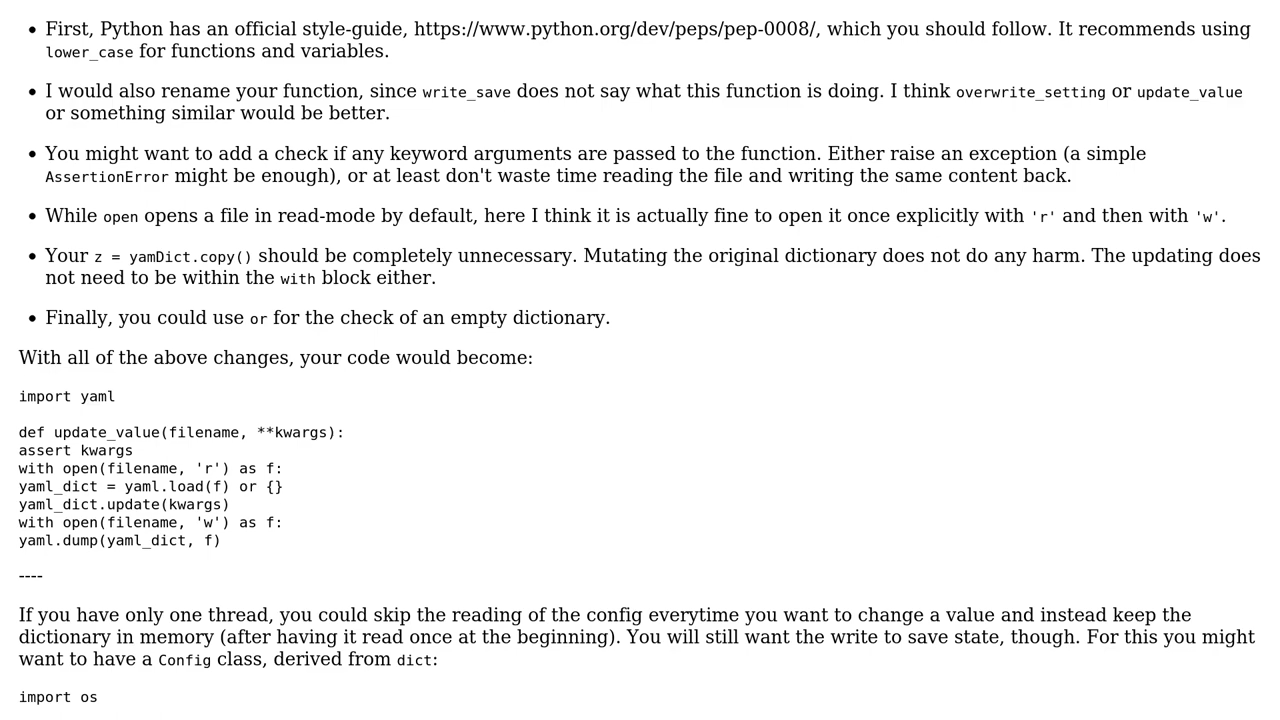 First, Python has an official style-guide, https://www.python.org/dev/peps/pep-0008/, which you should follow. It recommends using
lower_case for functions and variables.
I would also rename your function, since write_save does not say what this function is doing. I think overwrite_setting or update_value
or something similar would be better.
You might want to add a check if any keyword arguments are passed to the function. Either raise an exception (a simple
AssertionError might be enough), or at least don't waste time reading the file and writing the same content back.
While open opens a file in read-mode by default, here I think it is actually fine to open it once explicitly with 'r' and then with 'w'.
Your z = yamDict.copy() should be completely unnecessary. Mutating the original dictionary does not do any harm. The updating does
not need to be within the with block either.
Finally, you could use or for the check of an empty dictionary.
With all of the above changes, your code would become:
import yaml
def update_value(filename, **kwargs):
assert kwargs
with open(filename, 'r') as f:
yaml_dict = yaml.load(f) or {}
yaml_dict.update(kwargs)
with open(filename, 'w') as f:
yaml.dump(yaml_dict, f)
----
If you have only one thread, you could skip the reading of the config everytime you want to change a value and instead keep the
dictionary in memory (after having it read once at the beginning). You will still want the write to save state, though. For this you might
want to have a Config class, derived from dict:
import os